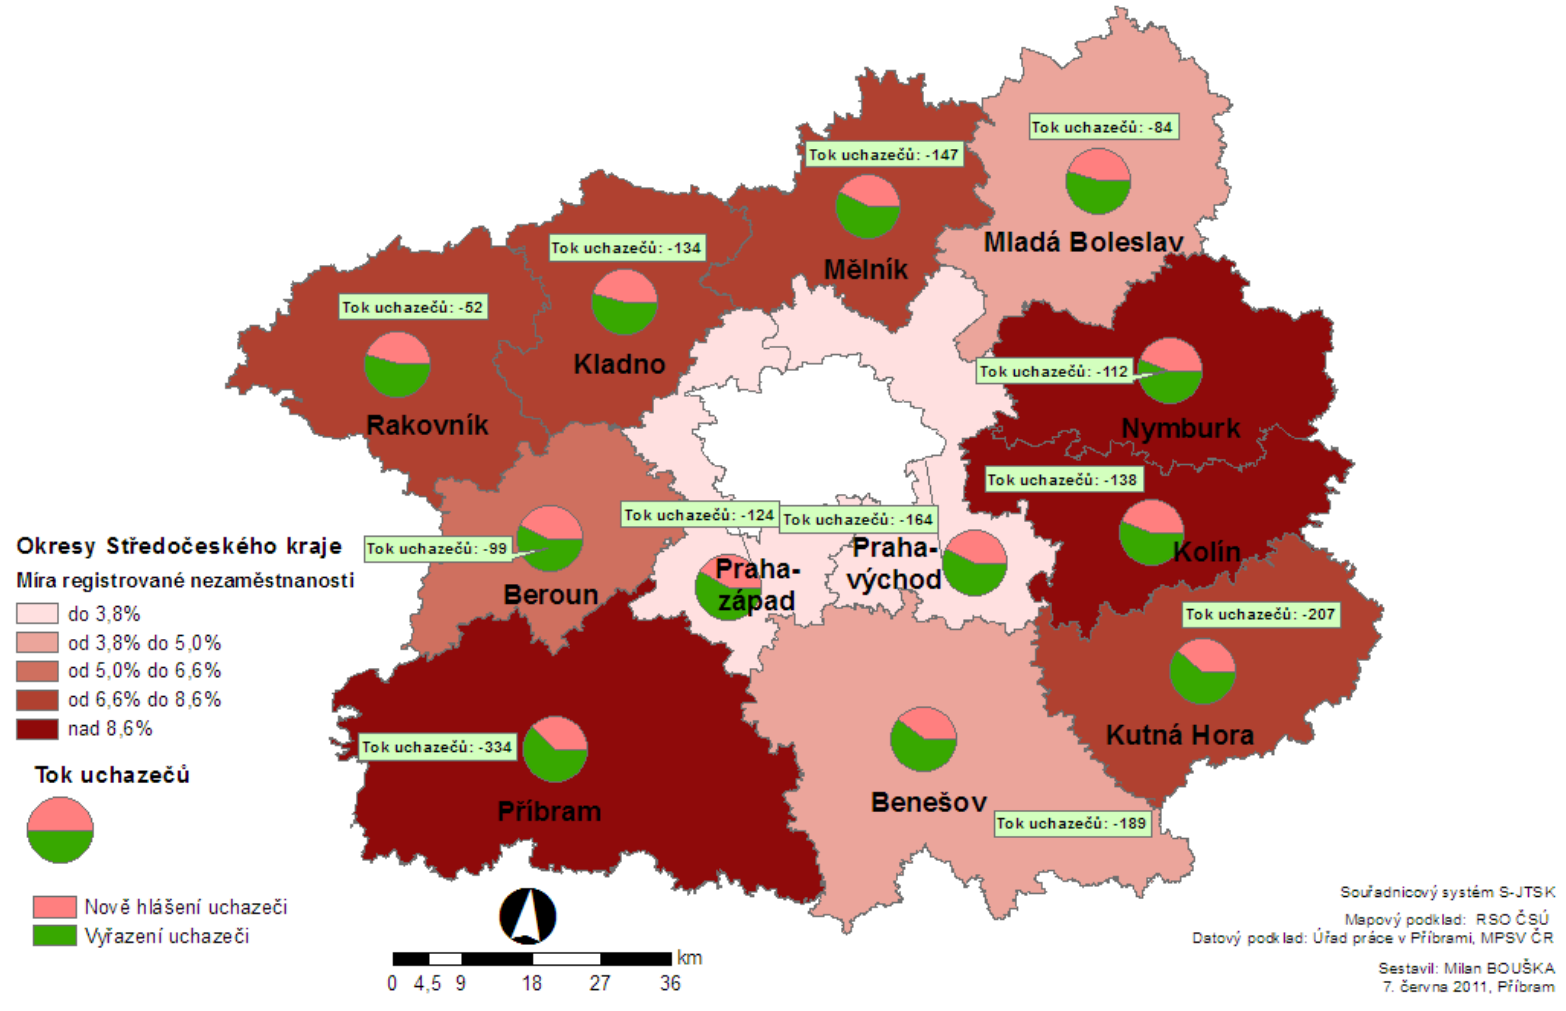 Tok uchazečů: -84
Tok uchazečů: -147
Mladá Boleslav
Tok uchazečů: -134
Mělník
Tok uchazečů: -52
Kladno
Tok uchazečů: -112
Rakovník
Nymburk
Tok uchazečů: -138
Tok uchazečů: -124
Tok uchazečů: -164
Tok uchazečů: -99
Praha-
východ
Kolín
Praha-
západ
Beroun
Tok uchazečů: -207
Kutná Hora
Tok uchazečů: -334
Příbram
Benešov
Tok uchazečů: -189
Okresy Středočeského kraje
Míra registrované nezaměstnanosti
do 3,8%
od 3,8% do 5,0%
od 5,0% do 6,6%
od 6,6% do 8,6%
nad 8,6%
Tok uchazečů
Nově hlášení uchazeči
Vyřazení uchazeči
km
0 4,5 9 18 27 36
Souřadnicový systém S-JTSK
Mapový podklad: RSO ČSÚ
Datový podklad: Úřad práce v Příbrami, MPSV ČR
Sestavil: Milan BOUŠKA
7. června 2011, Příbram